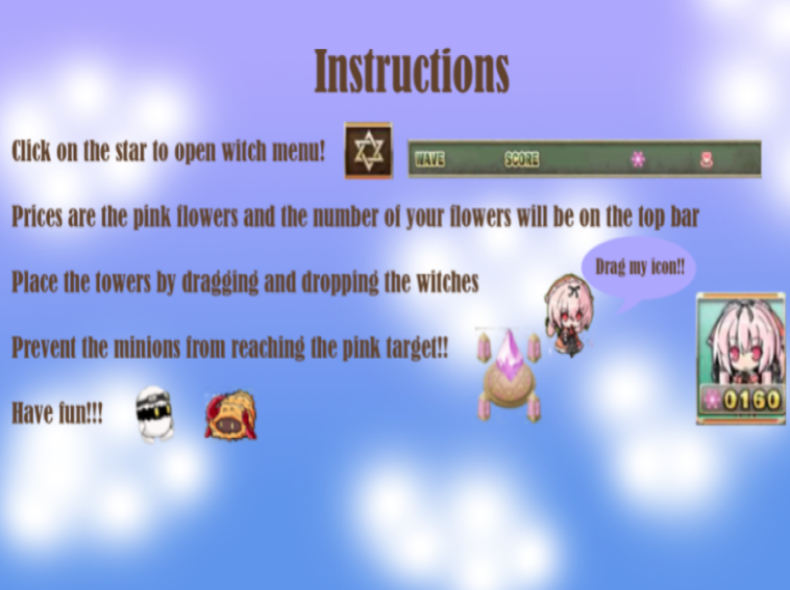 Instructions
Click on the star to open witch menu!
WAVE SCORE
Prices are the pink flowers and the number of your flowers will be on the top bar
Drag my icon!!
Place the towers by dragging and dropping the witches
Prevent the minions from reaching the pink target!!
0160
Have fun!!!